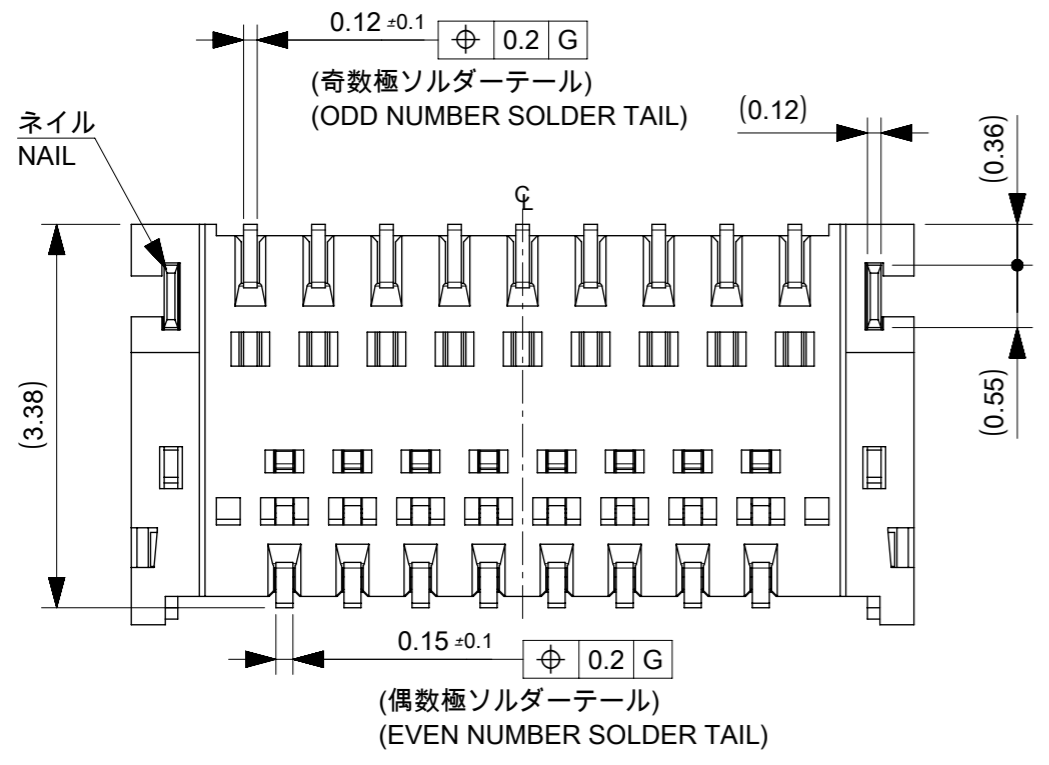 0.12 ±0.1 ⌖ 0.2 G
(奇数極ソルダーテール)
(ODD NUMBER SOLDER TAIL)
ネイル
NAIL
(0.12)
(0.36)
℄
(3.38)
(0.55)
0.15 ±0.1 ⌖ 0.2 G
(偶数極ソルダーテール)
(EVEN NUMBER SOLDER TAIL)